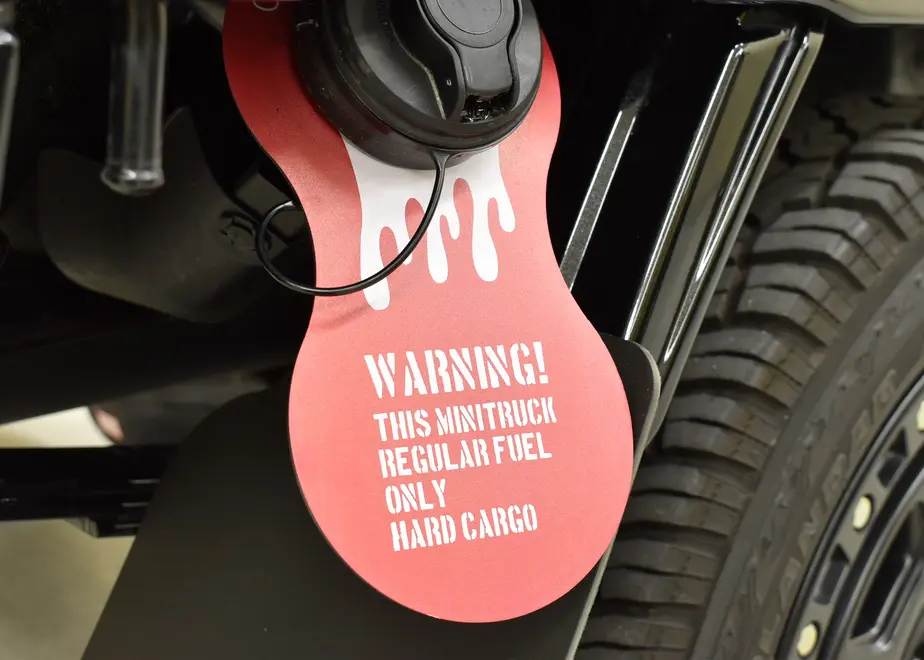 WARNING!
THIS MINITRUCK
REGULAR FUEL
ONLY
HARD CARGO